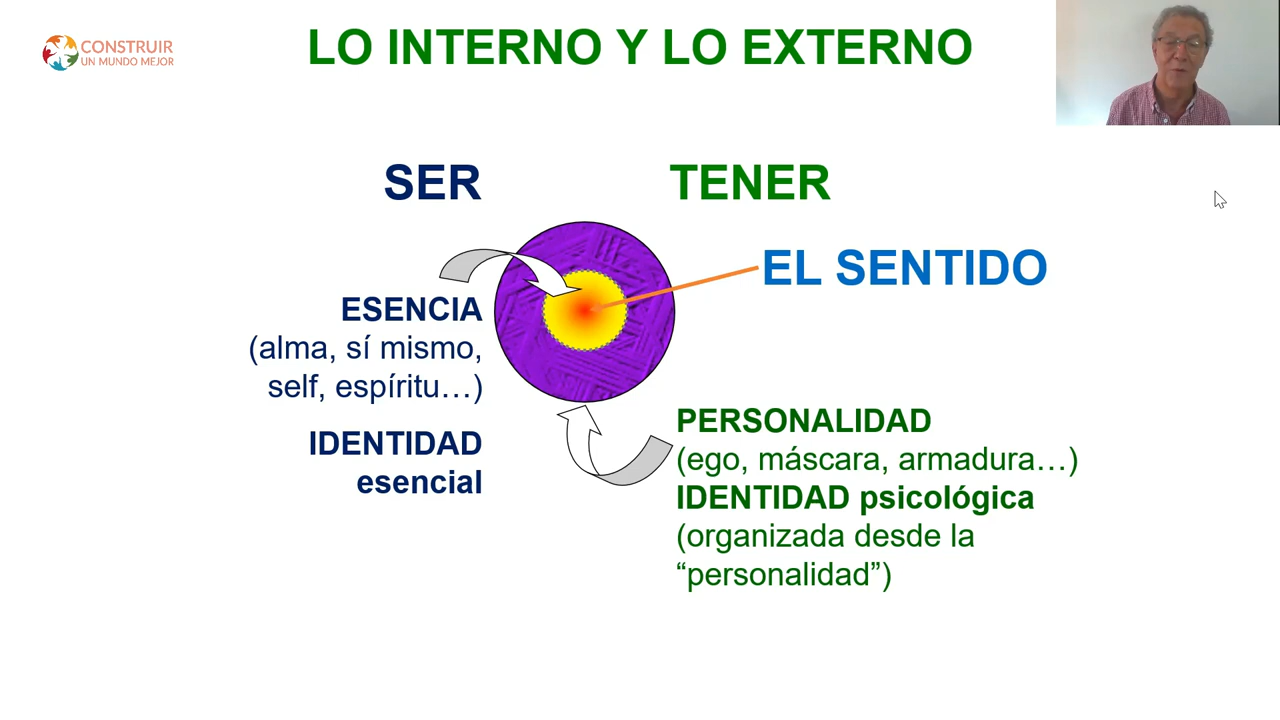 CONSTRUIR
UN MUNDO MEJOR
LO INTERNO Y LO EXTERNO
SER
TENER
EL SENTIDO
ESENCIA
(alma, sí mismo,
self, espíritu…)
IDENTIDAD
esencial
PERSONALIDAD
(ego, máscara, armadura…)
IDENTIDAD psicológica
(organizada desde la
“personalidad”)